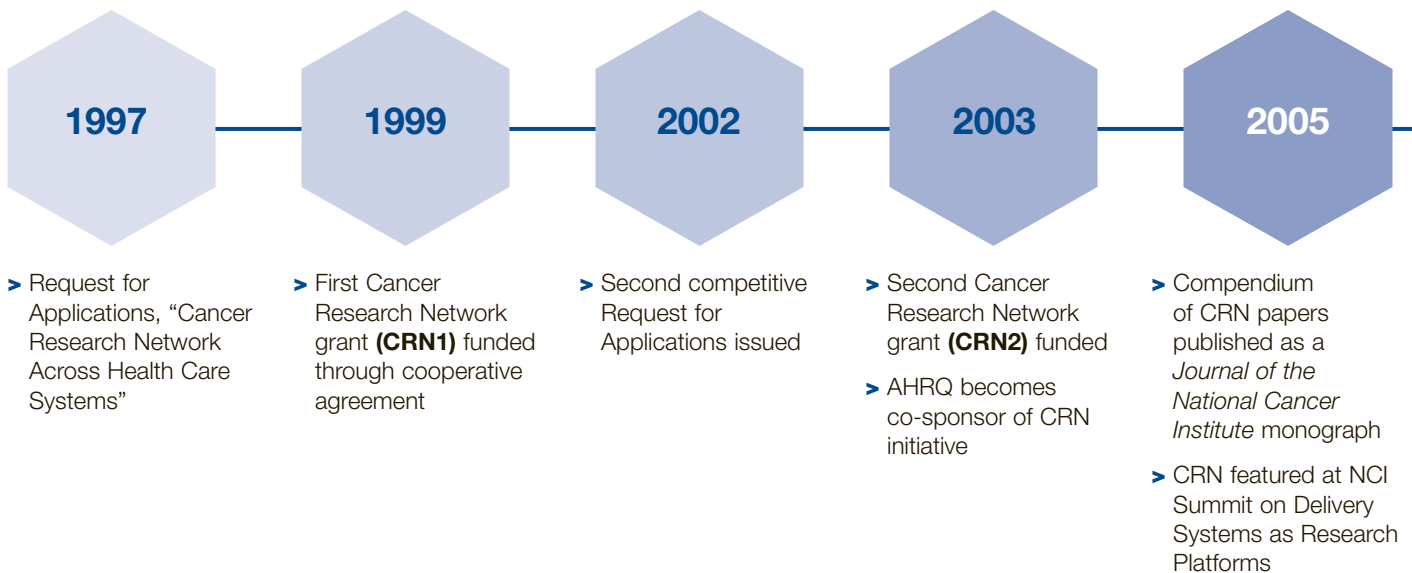 1997
1999
2002
2003
2005
> Request for
Applications, “Cancer
Research Network
Across Health Care
Systems”
> First Cancer
Research Network
grant (CRN1) funded
through cooperative
agreement
> Second competitive
Request for
Applications issued
> Second Cancer
Research Network
grant (CRN2) funded
> AHRQ becomes
co-sponsor of CRN
initiative
> Compendium
of CRN papers
published as a
Journal of the
National Cancer
Institute monograph
> CRN featured at NCI
Summit on Delivery
Systems as Research
Platforms